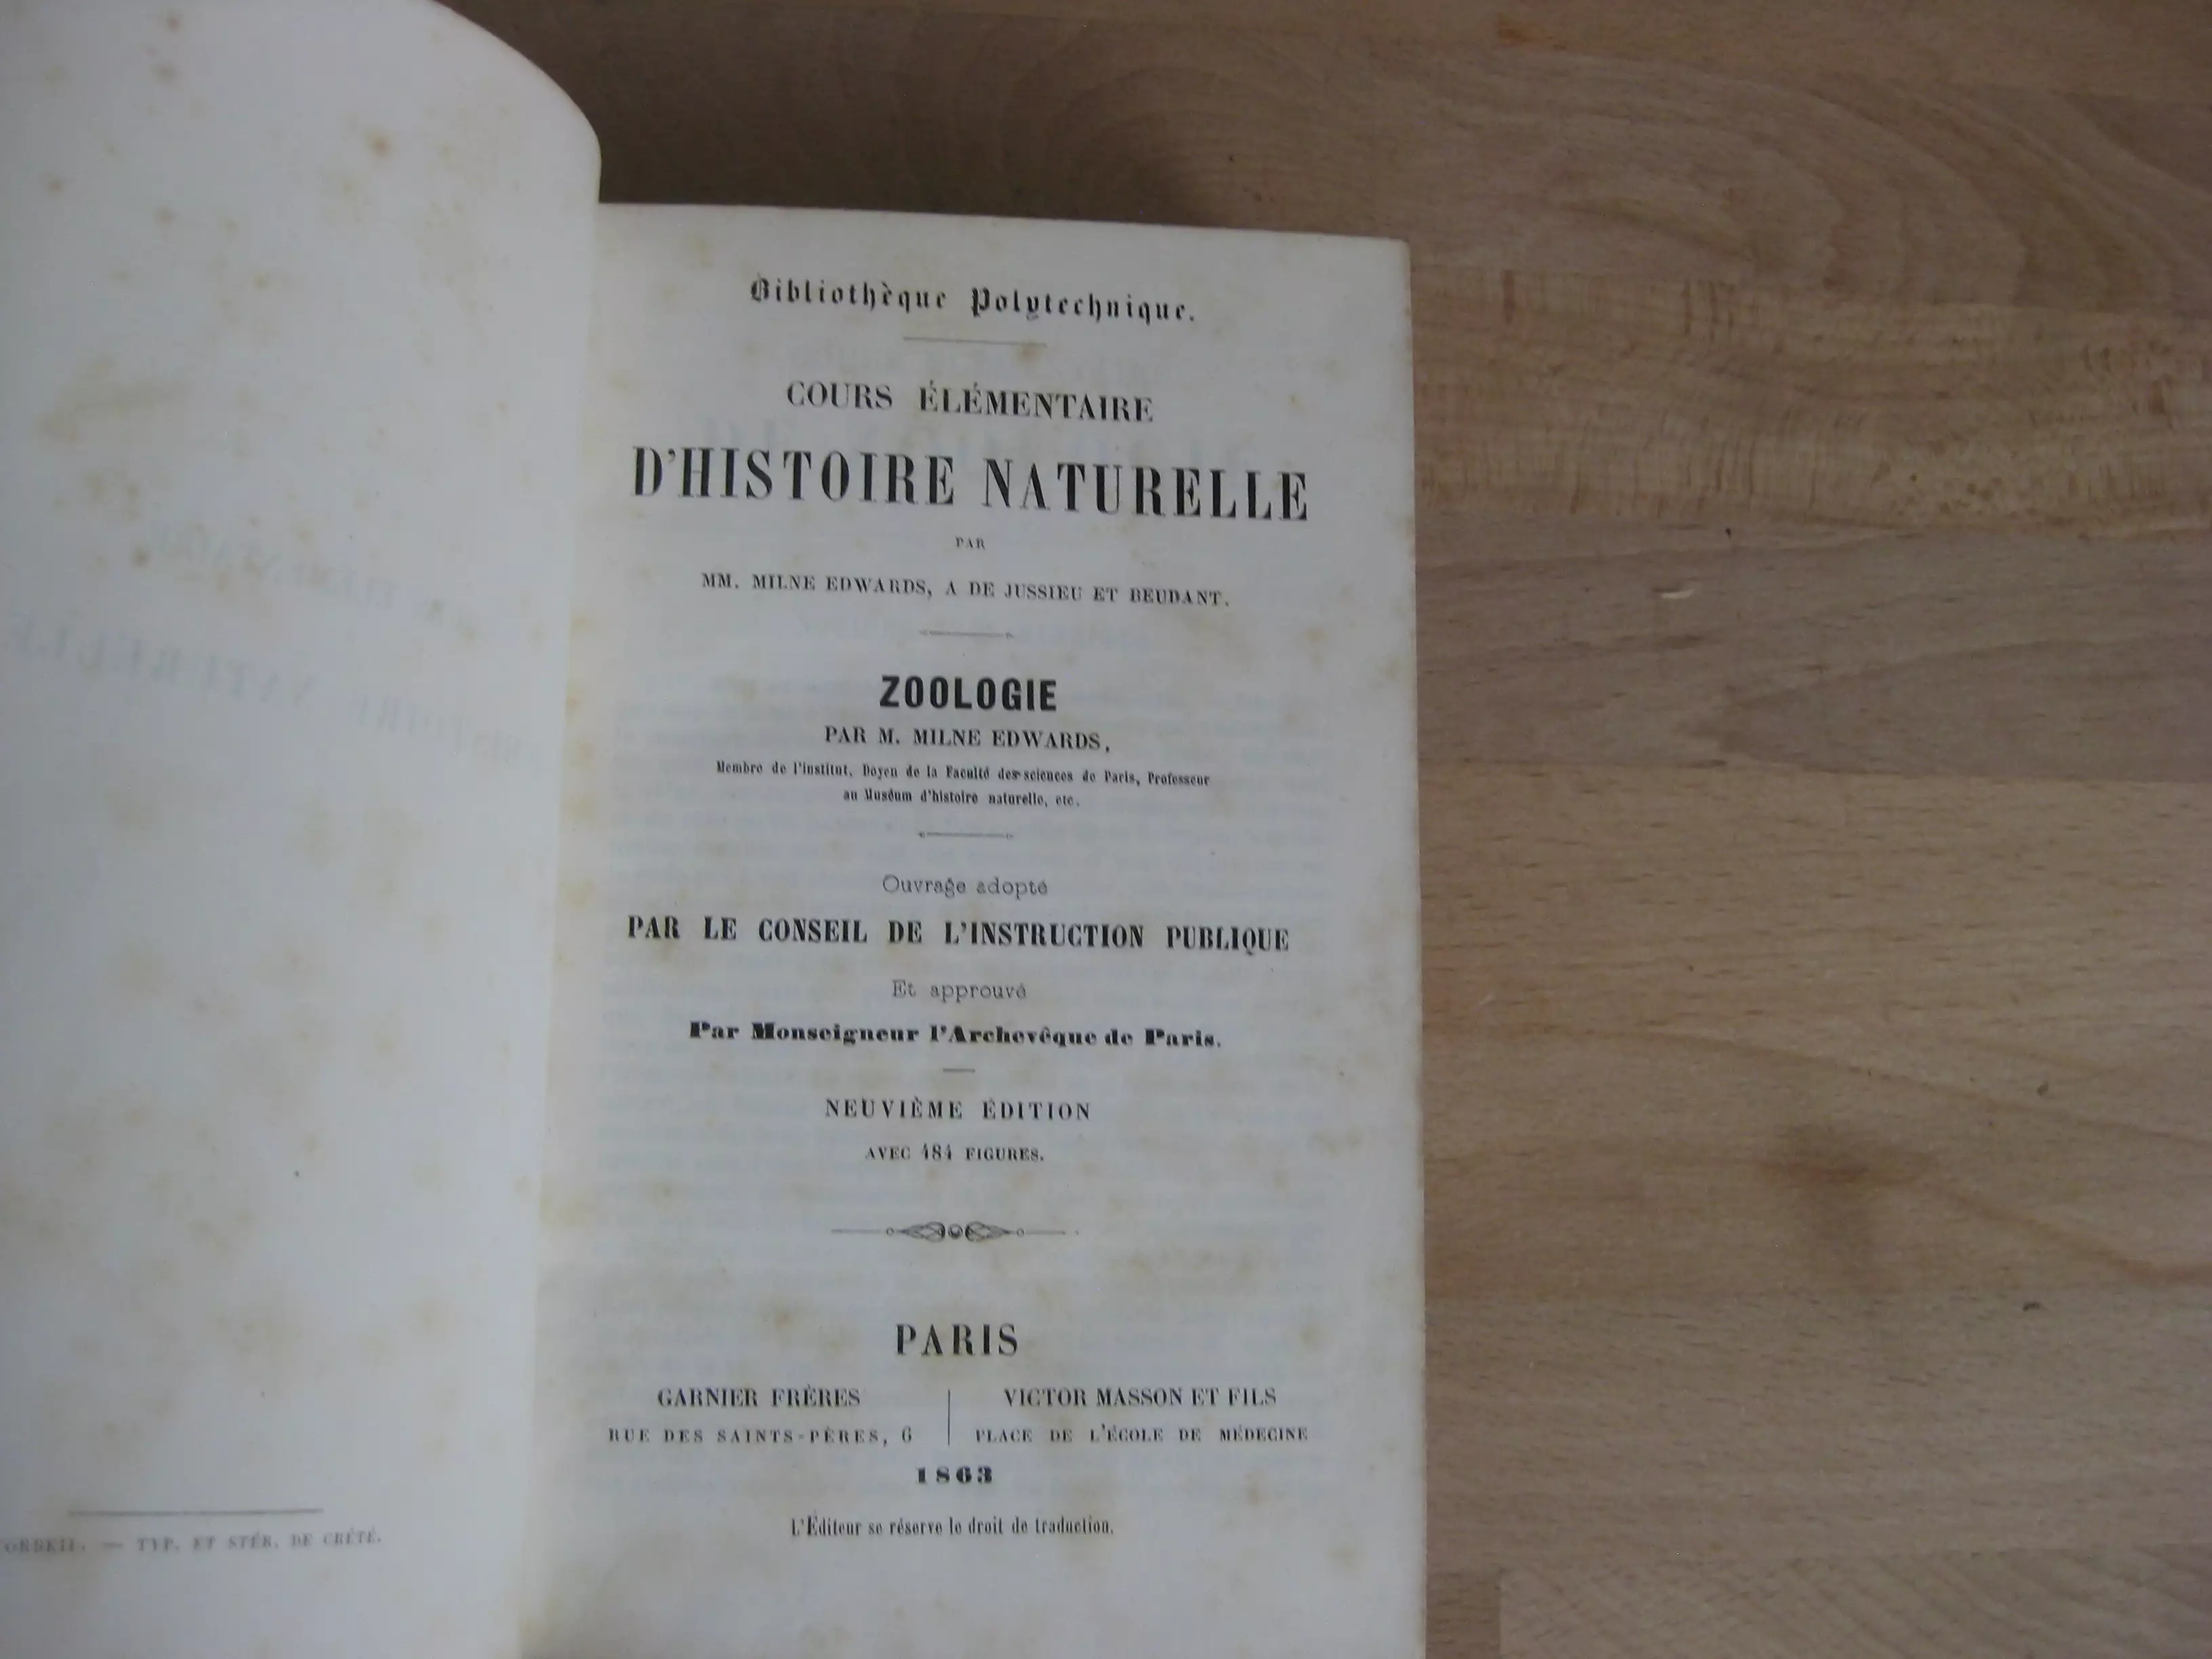 Bibliothèque Polytechnique.
COURS ÉLÉMENTAIRE
D'HISTOIRE NATURELLE
PAR
MM. MILNE EDWARDS, A DE JUSSIEU ET BEUDANT.
ZOOLOGIE
PAR M. MILNE EDWARDS,
Membre de l'institut, Doyen de la Faculté des sciences de Paris, Professeur
au Muséum d'histoire naturelle, etc.
Ouvrage adopté
PAR LE CONSEIL DE L'INSTRUCTION PUBLIQUE
Et approuvé
Par Monseigneur l'Archevêque de Paris.
NEUVIÈME ÉDITION
AVEC 484 FIGURES.
PARIS
GARNIER FRÈRES
RUE DES SAINTS-PÈRES, 6
VICTOR MASSON ET FILS
PLACE DE L'ÉCOLE DE MÉDECINE
1863
L'Éditeur se réserve le droit de traduction.
— TYP. ET STÉR. DE CRÉTÉ.